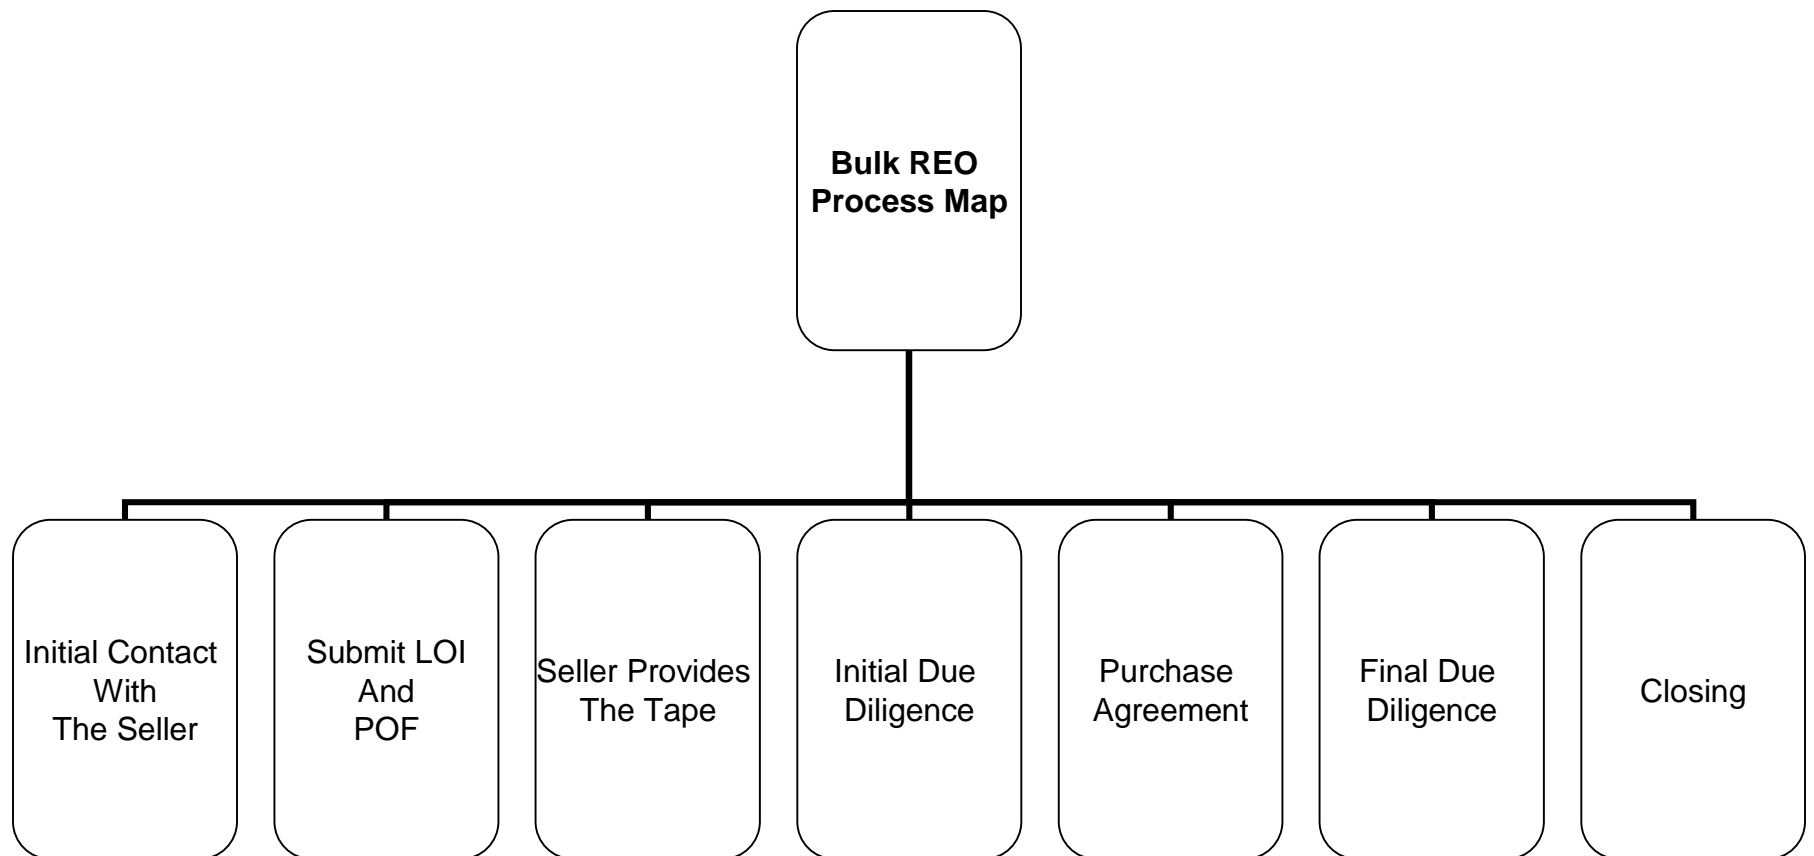 Bulk REO
Process Map
Initial Contact
With
The Seller
Submit LOI
And
POF
Seller Provides
The Tape
Initial Due
Diligence
Purchase
Agreement
Final Due
Diligence
Closing